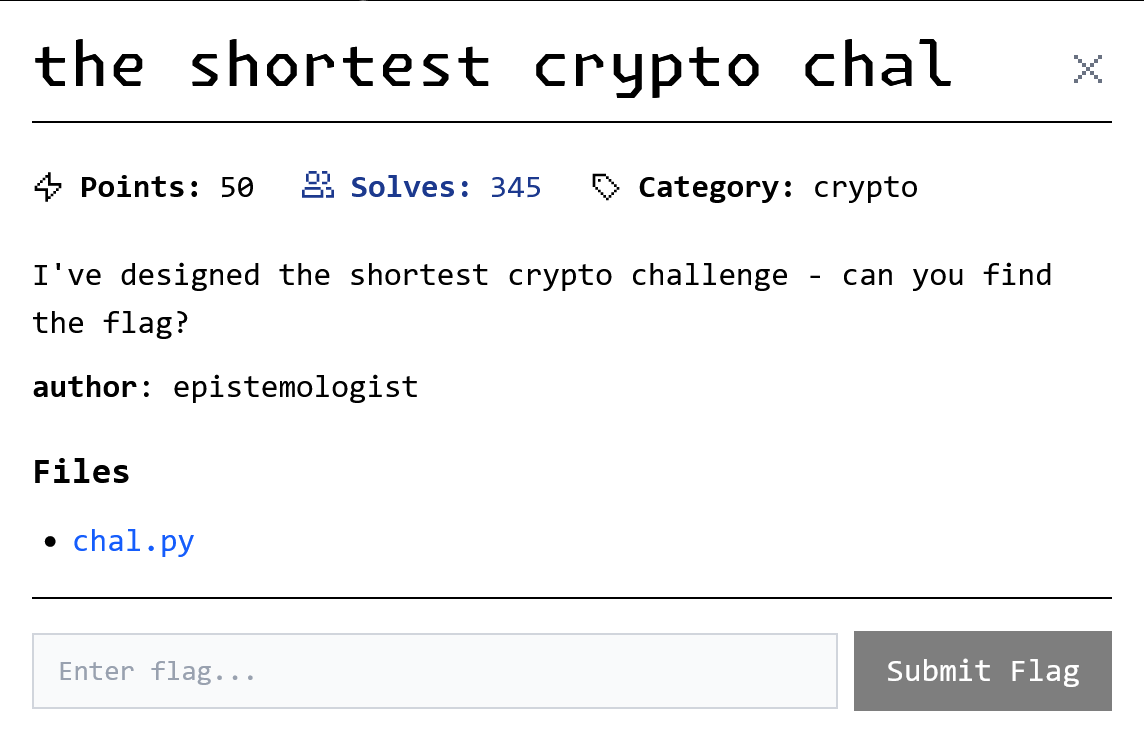 the shortest crypto chal
Points: 50 Solves: 345 Category: crypto
I've designed the shortest crypto challenge - can you find
the flag?
author: epistemologist
Files
• chal.py
Enter flag... Submit Flag